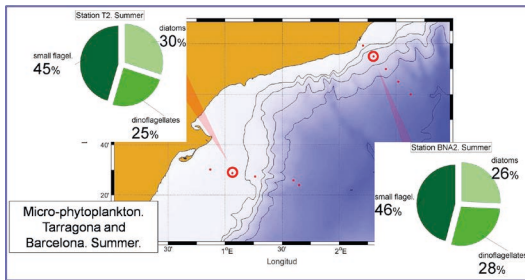 Station T2. Summer
diatoms
30%
small flagel.
45%
dinoflagellates
25%
Station BNA2. Summer
diatoms
26%
small flagel.
46%
dinoflagellates
28%
40'
20'
30'
1°E
30'
2°E
30'
Longitud
Micro-phytoplankton.
Tarragona and
Barcelona. Summer.